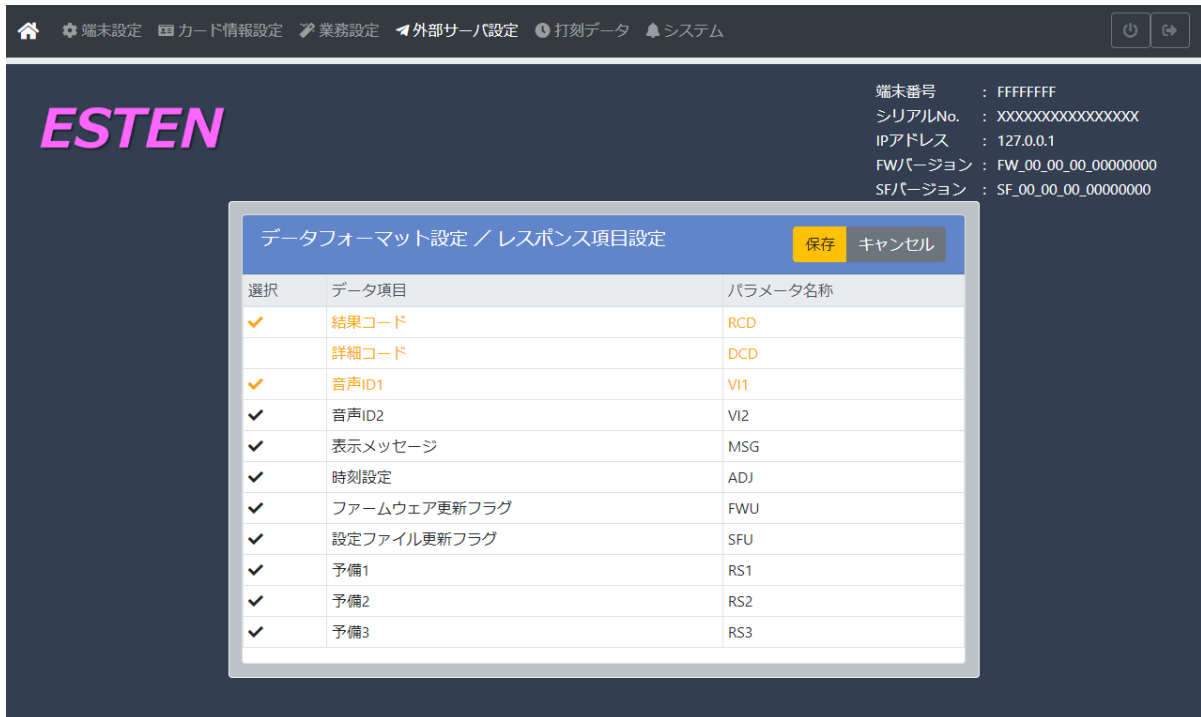 端末設定 カード情報設定 業務設定 外部サーバ設定 打刻データ システム
ESTEN
端末番号 : FFFFFFFF
シリアルNo. : XXXXXXXXXXXXXXXX
IPアドレス : 127.0.0.1
FWバージョン : FW_00_00_00_00000000
SFバージョン : SF_00_00_00_00000000
データフォーマット設定 ／ レスポンス項目設定 保存 キャンセル
選択 データ項目 パラメータ名称
結果コード RCD
詳細コード DCD
音声ID1 VI1
音声ID2 VI2
表示メッセージ MSG
時刻設定 ADJ
ファームウェア更新フラグ FWU
設定ファイル更新フラグ SFU
予備1 RS1
予備2 RS2
予備3 RS3